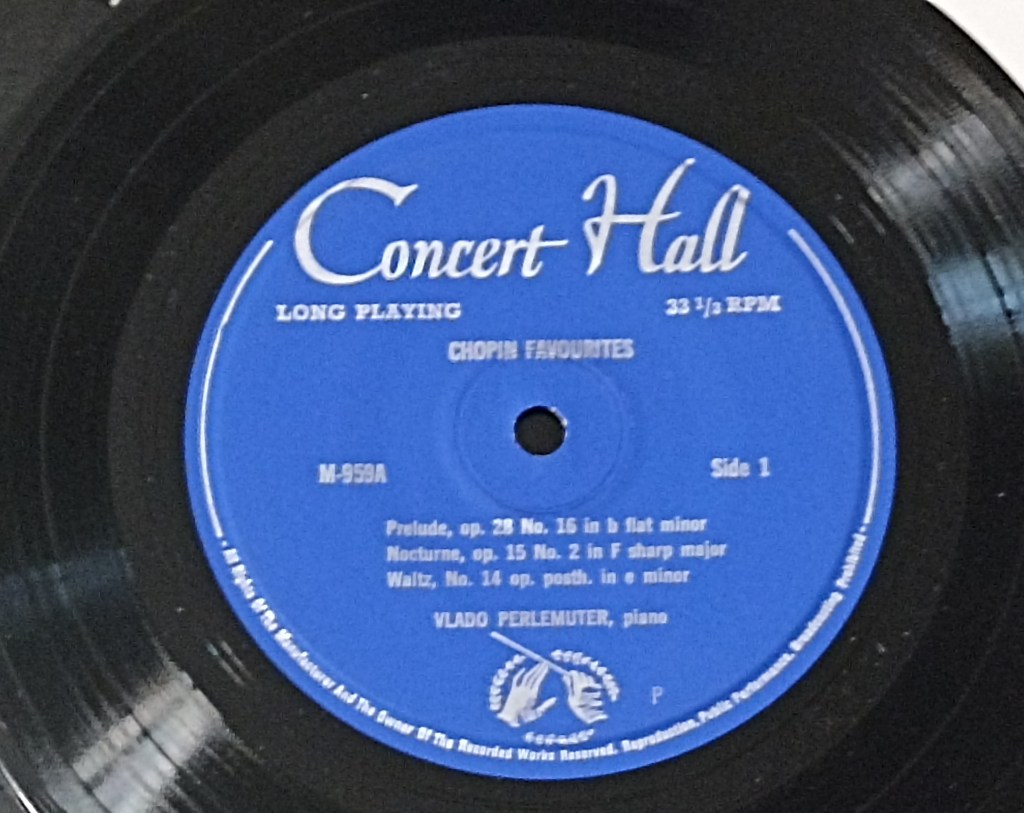 Concert Hall
LONG PLAYING 33 1/3 RPM
CHOPIN FAVOURITES
M-959A Side 1
Prelude, op. 28 No. 16 in b flat minor
Nocturne, op. 15 No. 2 in F sharp major
Waltz, No. 14 op. posth. in e minor
VLADO PERLEMUTER, piano
P
• All Rights Of The Manufacturer And The Owner Of The Recorded Works Reserved. Reproduction, Public Performance, Broadcasting Prohibited •